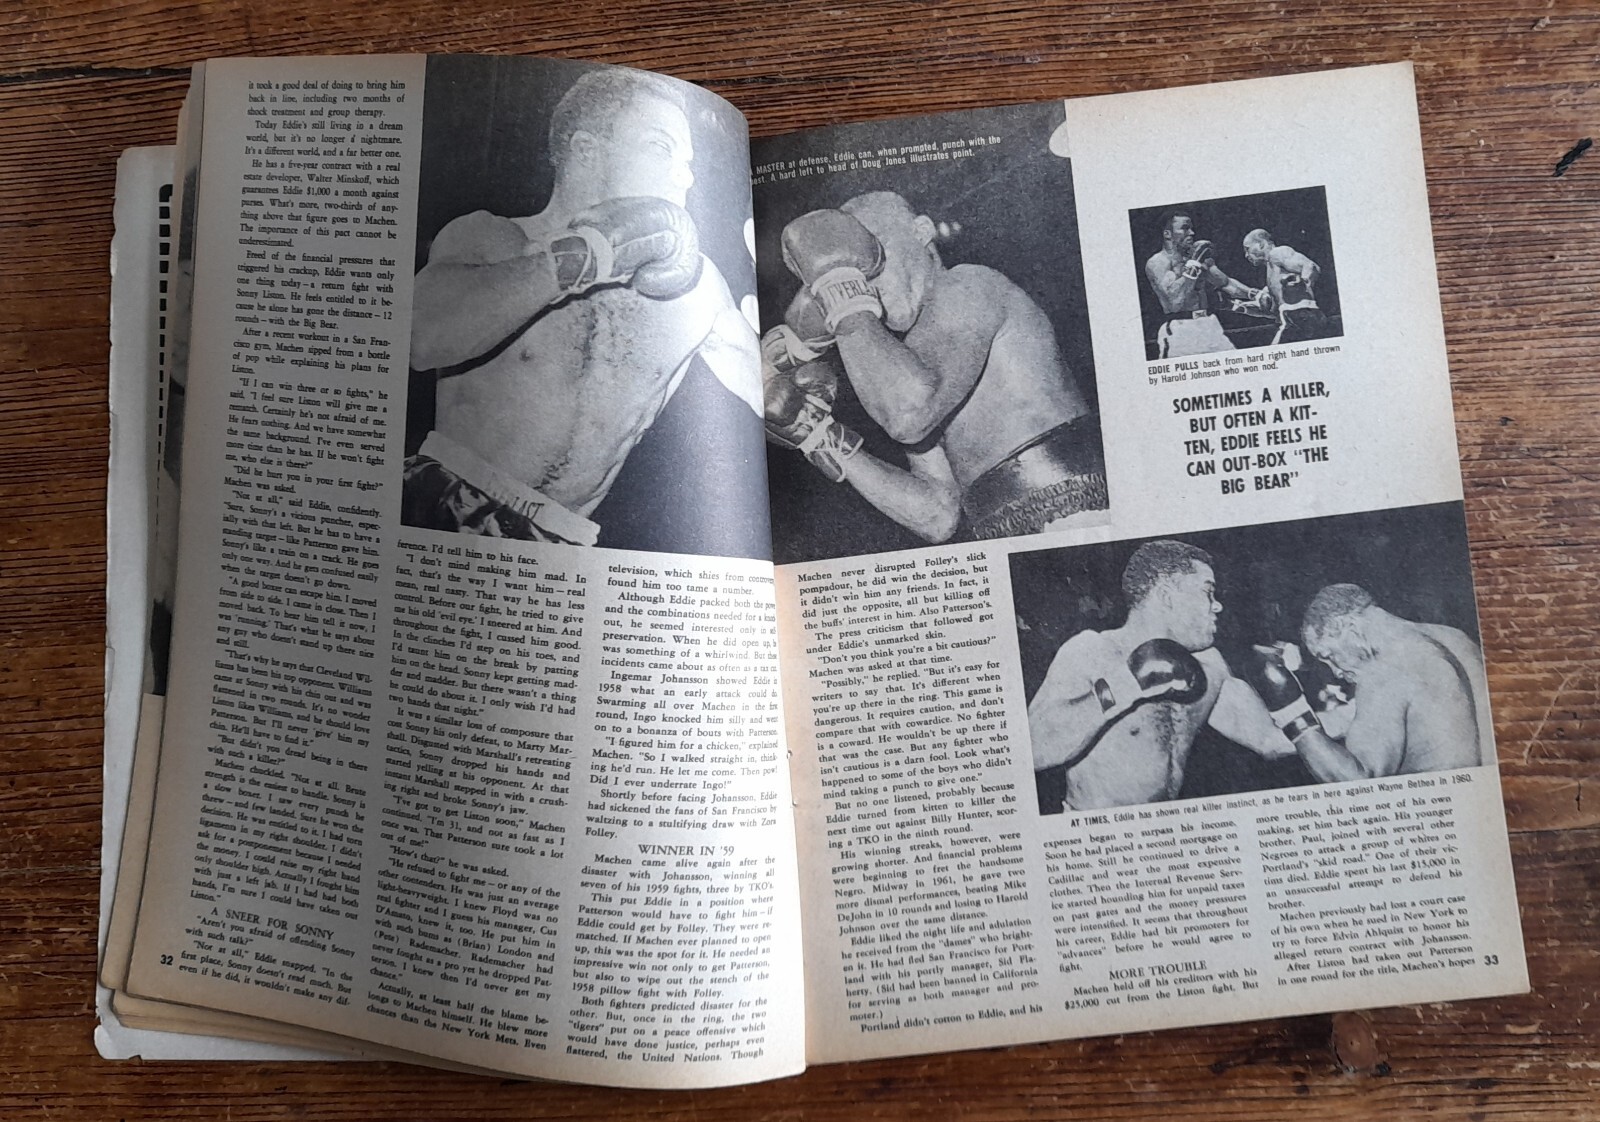 it took a good deal of doing to bring him
back in line, including two months of
shock treatment and group therapy.
Today Eddie's still living in a dream
world, but it's no longer a nightmare.
It's a different world, and a far better one.
He has a five-year contract with a real
estate developer, Walter Minskoff, which
guarantees Eddie $1,000 a month against
purses. What's more, two-thirds of any-
thing above that figure goes to Machen.
The importance of this pact cannot be
underestimated.
Freed of the financial pressures that
triggered his crackup, Eddie wants only
one thing today—a return fight with
Sonny Liston. He feels entitled to it be-
cause he alone has gone the distance—12
rounds—with the Big Bear.
After a recent workout in a San Fran-
cisco gym, Machen sipped from a bottle
of pop while explaining his plans for
Liston.
"If I can win three or so fights," he
said, "I feel sure Liston will give me a
rematch. Certainly he's not afraid of me.
He fears nothing. And we have somewhat
the same background. I've even served
more time than he has. If he won't fight
me, who else is there?"
"Did he hurt you in your first fight?"
Machen was asked.
"Not at all," said Eddie, confidently.
"Sure, Sonny's a vicious puncher, espec-
ially with that left. But he has to have a
standing target—like Patterson gave him.
Sonny's like a train on a track. He goes
only one way. And he gets confused easily
when the target doesn't go down.
"A good boxer can escape him. I moved
from side to side. I came in close. Then I
moved back. To hear him tell it now, I
was 'running.' That's what he says about
any guy who doesn't stand up there nice
and still.
"That's why he says that Cleveland Wil-
liams has been his top opponent. Williams
came at Sonny with his chin out and was
flattened in two rounds. It's no wonder
Liston likes Williams, and he should love
Patterson. But I'll never 'give' him my
chin. He'll have to find it."
"But didn't you dread being in there
with such a killer?"
Machen chuckled. "Not at all. Brute
strength is the easiest to handle. Sonny is
a slow boxer. I saw every punch he
threw—and few landed. Sure he won the
decision. He was entitled to it. I had torn
ligaments in my right shoulder. I didn't
ask for a postponement because I needed
the money. I could raise my right hand
only shoulder high. Actually I fought him
with just a left jab. If I had had both
hands, I'm sure I could have taken out
Liston."
A SNEER FOR SONNY
"Aren't you afraid of offending Sonny
with such talk?"
"Nor at all," Eddie snapped. "In the
first place, Sonny doesn't read much. But
even if he did, it wouldn't make any dif-
32
ference. I'd tell him to his face.
"I don't mind making him mad. In
fact, that's the way I want him—real
mean, real nasty. That way he has less
control. Before our fight, he tried to give
me his old 'evil eye.' I sneered at him. And
throughout the fight, I cussed him good.
In the clinches I'd step on his toes, and
I'd taunt him on the break by patting
him on the head. Sonny kept getting mad-
der and madder. But there wasn't a thing
he could do about it. I only wish I'd had
two hands that night."
It was a similar loss of composure that
cost Sonny his only defeat, to Marty Mar-
shall. Disgusted with Marshall's retreating
tactics, Sonny dropped his hands and
started yelling at his opponent. At that
instant Marshall stepped in with a crush-
ing right and broke Sonny's jaw.
"I've got to get Liston soon," Machen
continued, "I'm 31, and not as fast as I
once was. That Patterson sure took a lot
out of me!"
"How's that?" he was asked.
"He refused to fight me—or any of the
other contenders. He was just an average
light-heavyweight. I knew Floyd was no
real fighter and I guess his manager, Cus
D'Amato, knew it, too. He put him in
with such bums as (Brian) London and
(Pete) Rademacher. Rademacher had
never fought as a pro yet he dropped Pat-
terson. I knew then I'd never get my
chance."
Actually, at least half the blame be-
longs to Machen himself. He blew more
chances than the New York Mets. Even
television, which shies from
found him too tame a number.
Although Eddie packed both the
and the combinations needed for a
out, he seemed interested only in
preservation. When he did open up,
was something of a whirlwind. But
incidents came about as often as a
Ingemar Johansson showed Eddie in
1958 what an early attack could do.
Swarming all over Machen in the first
round, Ingo knocked him silly and went
on to a bonanza of bouts with Patterson.
"I figured him for a chicken," explained
Machen. "So I walked straight in, think-
ing he'd run. He let me come. Then pow!
Did I ever underrate Ingo!"
Shortly before facing Johansson, Eddie
had sickened the fans of San Francisco by
waltzing to a stultifying draw with Zora
Folley.
WINNER IN '59
Machen came alive again after the
disaster with Johansson, winning all
seven of his 1959 fights, three by TKO's.
This put Eddie in a position where
Patterson would have to fight him—if
Eddie could get by Folley. They were re-
matched. If Machen ever planned to open
up, this was the spot for it. He needed an
impressive win not only to get Patterson,
but also to wipe out the stench of the
1958 pillow fight with Folley.
Both fighters predicted disaster for the
other. But, once in the ring, the two
"tigers" put on a peace offensive which
would have done justice, perhaps even
flattered, the United Nations. Though
A MASTER at defense, Eddie can, when prompted, punch with the
best. A hard left to head of Doug Jones illustrates point.
EVERLAST
EDDIE PULLS back from hard right hand thrown
by Harold Johnson who won nod.
SOMETIMES A KILLER,
BUT OFTEN A KIT-
TEN, EDDIE FEELS HE
CAN OUT-BOX "THE
BIG BEAR"
Machen never disrupted Folley's slick
pompadour, he did win the decision, but
it didn't win him any friends. In fact, it
did just the opposite, all but killing off
the buffs' interest in him. Also Patterson's.
The press criticism that followed got
under Eddie's unmarked skin.
"Don't you think you're a bit cautious?"
Machen was asked at that time.
"Possibly," he replied. "But it's easy for
writers to say that. It's different when
you're up there in the ring. This game is
dangerous. It requires caution, and don't
compare that with cowardice. No fighter
is a coward. He wouldn't be up there if
that was the case. But any fighter who
isn't cautious is a darn fool. Look what's
happened to some of the boys who didn't
mind taking a punch to give one."
But no one listened, probably because
Eddie turned from kitten to killer the
next time out against Billy Hunter, scor-
ing a TKO in the ninth round.
His winning streaks, however, were
growing shorter. And financial problems
were beginning to fret the handsome
Negro. Midway in 1961, he gave two
more dismal performances, beating Mike
DeJohn in 10 rounds and losing to Harold
Johnson over the same distance.
Eddie liked the night life and adulation
he received from the "dames" who bright-
en it. He had fled San Francisco for Port-
land with his portly manager, Sid Fla-
herty. (Sid had been banned in California
for serving as both manager and pro-
moter.)
Portland didn't cotton to Eddie, and his
AT TIMES, Eddie has shown real killer instinct, as he tears in here against Wayne Bethea in 1960.
expenses began to surpass his income.
Soon he had placed a second mortgage on
his home. Still he continued to drive a
Cadillac and wear the most expensive
clothes. Then the Internal Revenue Serv-
ice started hounding him for unpaid taxes
on past gates and the money pressures
were intensified. It seems that throughout
his career, Eddie had hit promoters for
"advances" before he would agree to
fight.
MORE TROUBLE
Machen held off his creditors with his
$25,000 cut from the Liston fight. But
more trouble, this time not of his own
making, set him back again. His younger
brother, Paul, joined with several other
Negroes to attack a group of whites on
Portland's "skid road." One of their vic-
tims died. Eddie spent his last $15,000 in
an unsuccessful attempt to defend his
brother.
Machen previously had lost a court case
of his own when he sued in New York to
try to force Edvin Ahlquist to honor his
alleged return contract with Johansson.
After Liston had taken out Patterson
in one round for the title, Machen's hopes
33